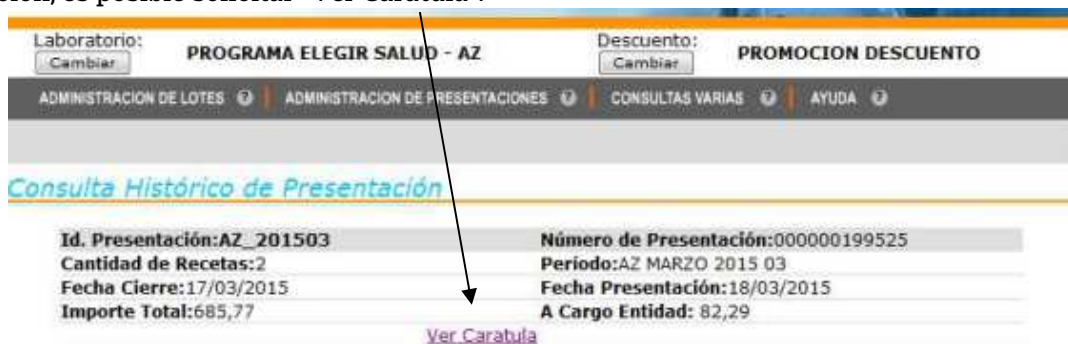 es posible solicitar "Ver Caratula".
Laboratorio: Descuento:
Cambiar PROGRAMA ELEGIR SALUD - AZ Cambiar PROMOCION DESCUENTO
ADMINISTRACION DE LOTES ADMINISTRACION DE PRESENTACIONES CONSULTAS VARIAS AYUDA
Consulta Histórico de Presentación
Id. Presentación:AZ_201503 Número de Presentación:000000199525
Cantidad de Recetas:2 Período:AZ MARZO 2015 03
Fecha Cierre:17/03/2015 Fecha Presentación:18/03/2015
Importe Total:685,77 A Cargo Entidad: 82,29
Ver Caratula